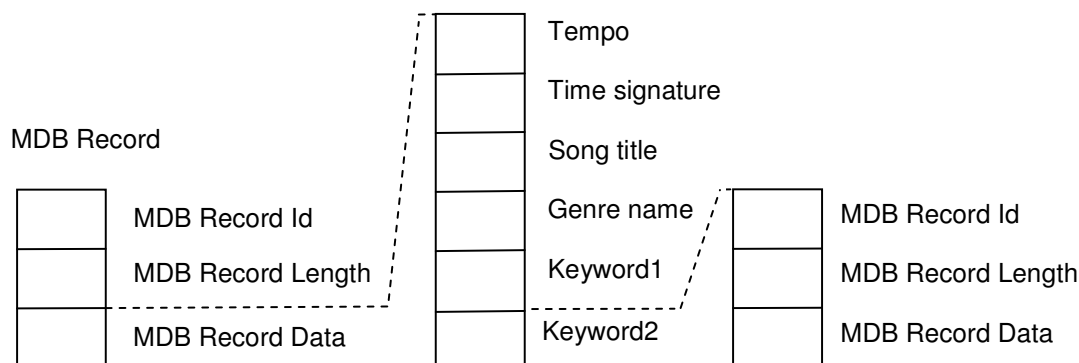 MDB Record
MDB Record Id
MDB Record Length
MDB Record Data
Tempo
Time signature
Song title
Genre name
Keyword1
Keyword2
MDB Record Id
MDB Record Length
MDB Record Data